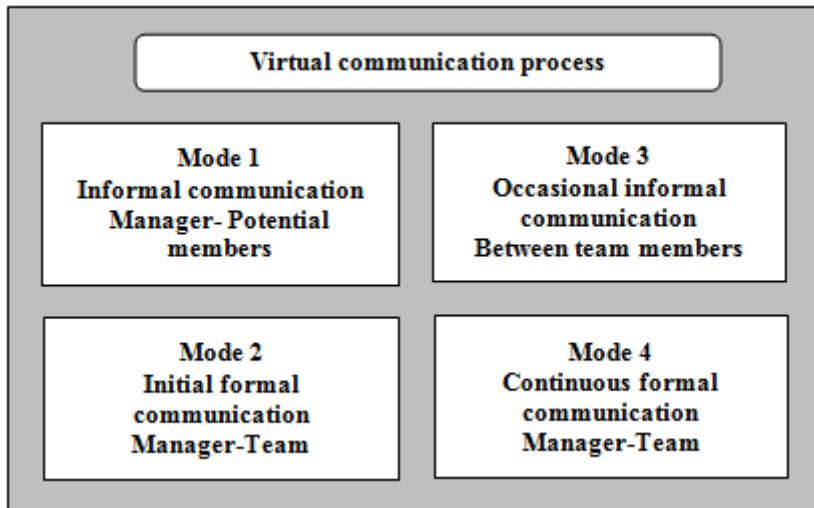 Virtual communication process
Mode 1
Informal communication
Manager- Potential
members
Mode 2
Initial formal
communication
Manager-Team
Mode 3
Occasional informal
communication
Between team members
Mode 4
Continuous formal
communication
Manager-Team